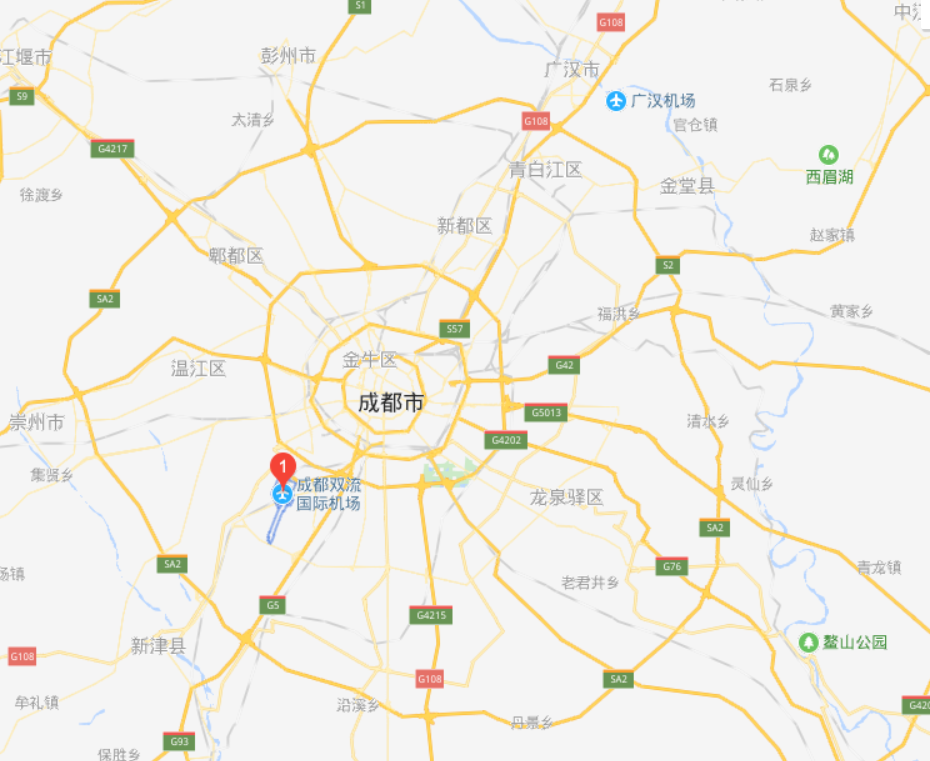 S1
G108
中江
江堰市
彭州市
广汉市
石泉乡
S9
广汉机场
太清乡
G108
官仓镇
G4217
青白江区
西眉湖
金堂县
徐渡乡
新都区
赵家镇
郫都区
S2
SA2
福洪乡
黄家乡
S57
金牛区
温江区
G42
成都市
G5013
崇州市
清水乡
G4202
1
集贤乡
成都双流
国际机场
灵仙乡
龙泉驿区
SA2
SA2
G76
青龙镇
场镇
老君井乡
G5
G4215
新津县
鳌山公园
G108
G108
SA2
牟礼镇
沿溪乡
G420
丹景乡
G93
保胜乡